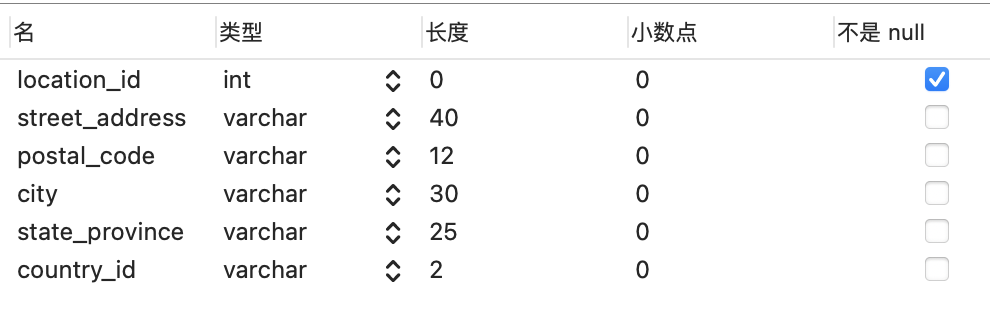 名 类型 长度 小数点 不是 null
location_id int 0 0
street_address varchar 40 0
postal_code varchar 12 0
city varchar 30 0
state_province varchar 25 0
country_id varchar 2 0